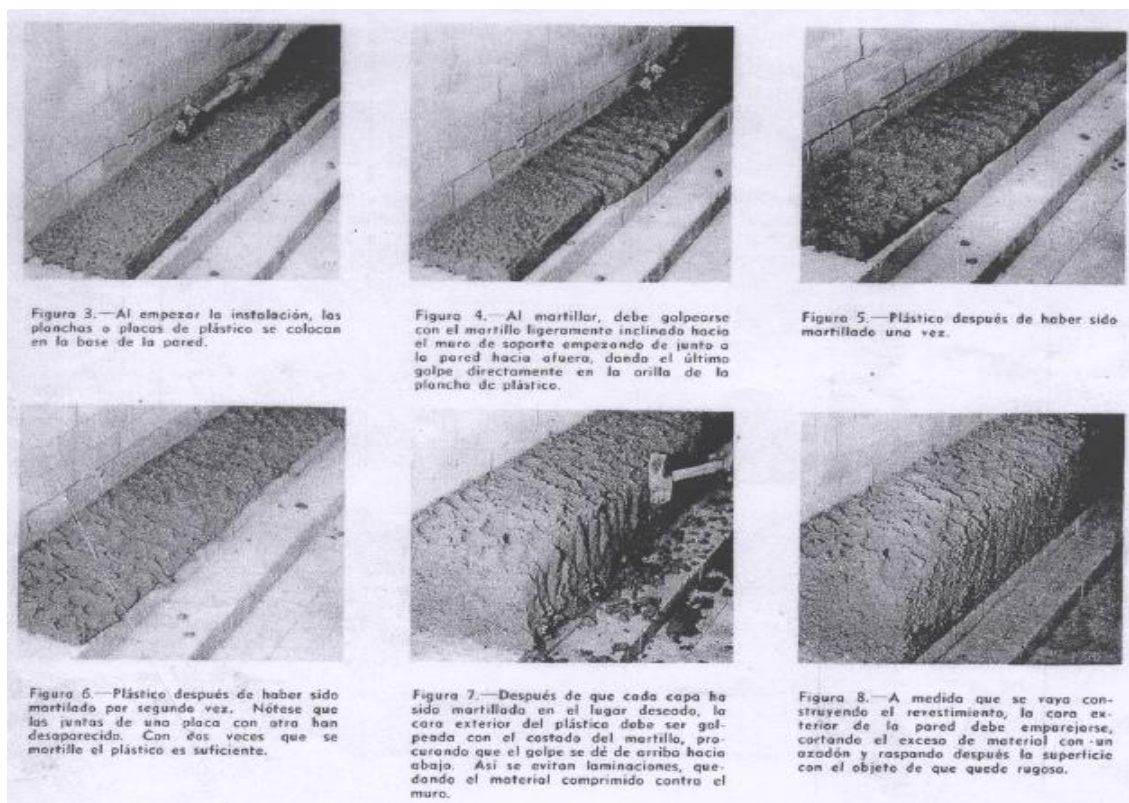 Figura 3.—Al empezar la instalación, las
planchas o placas de plástico se colocan
en la base de la pared.
Figura 4.—Al martillar, debe golpearse
con el martillo ligeramente inclinado hacia
el muro de soporte empezando de junto a
la pared hacia afuera, dando el último
golpe directamente en la orilla de la
plancha de plástico.
Figura 5.—Plástico después de haber sido
martillado una vez.
Figura 6.—Plástico después de haber sido
martilado por segunda vez. Nótese que
las juntas de una placa con otra han
desaparecido. Con dos veces que se
martille el plástico es suficiente.
Figura 7.—Después de que cada capa ha
sido martillada en el lugar deseado, la
cara exterior del plástico debe ser gol-
peada con el costado del martillo, pro-
curando que el golpe se dé de arriba hacia
abajo. Así se evitan laminaciones, que-
dando el material comprimido contra el
muro.
Figura 8.—A medida que se vaya con-
struyendo el revestimiento, la cara ex-
terior de la pared debe emparejarse,
cortando el exceso de material con un
azadón y raspando después la superficie
con el objeto de que quede rugosa.